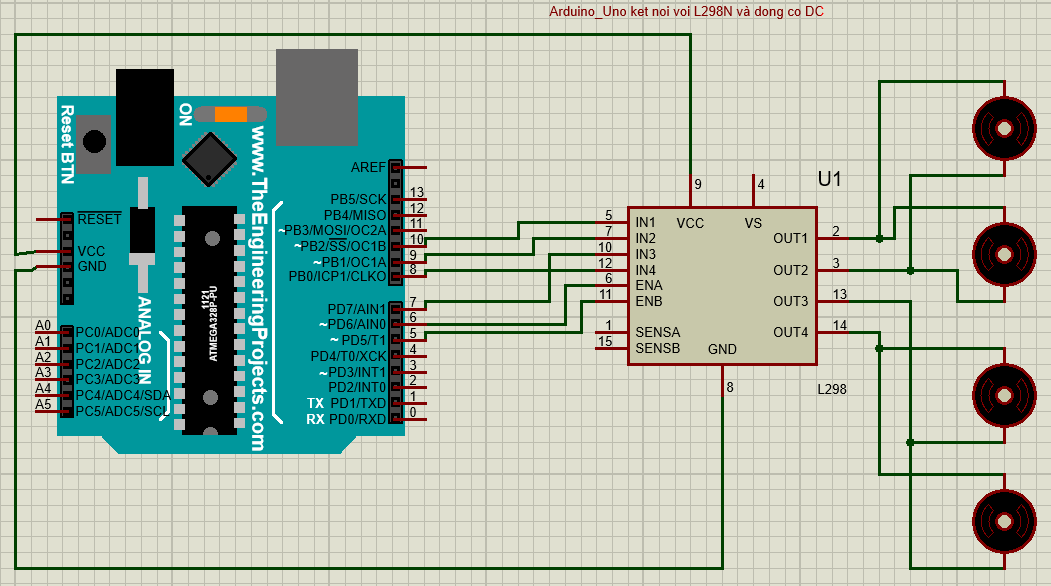 Arduino_Uno ket noi voi L298N và dong co DC
Reset BTN
ON
www.TheEngineeringProjects.com
AREF
PB5/SCK 13
PB4/MISO 12
~PB3/MOSI/OC2A 11
~PB2/SS/OC1B 10
~PB1/OC1A 9
PB0/ICP1/CLKO 8
RESET
VCC
GND
1121
ATMEGA328P-PU
ANALOG IN
PD7/AIN1 7
~PD6/AIN0 6
~PD5/T1 5
PD4/T0/XCK 4
~PD3/INT1 3
PD2/INT0 2
TX PD1/TXD 1
RX PD0/RXD 0
A0 PC0/ADC0
A1 PC1/ADC1
A2 PC2/ADC2
A3 PC3/ADC3
A4 PC4/ADC4/SDA
A5 PC5/ADC5/SCL
U1
9 VCC
4 VS
5 IN1
7 IN2
10 IN3
12 IN4
6 ENA
11 ENB
1 SENSA
15 SENSB
GND 8
OUT1 2
OUT2 3
OUT3 13
OUT4 14
L298